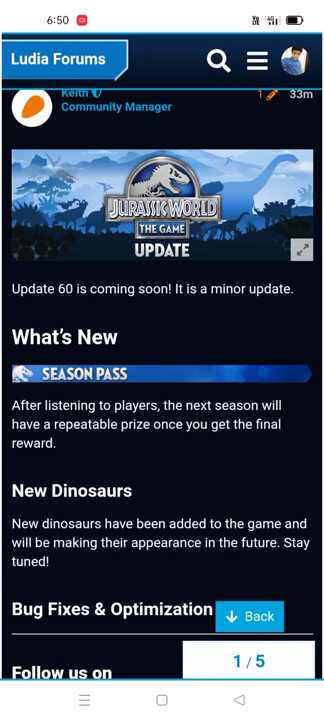 6:50
Ludia Forums
Keith
1
33m
Community Manager
JURASSIC WORLD
THE GAME
UPDATE
Update 60 is coming soon! It is a minor update.
What's New
SEASON PASS
After listening to players, the next season will
have a repeatable prize once you get the final
reward.
New Dinosaurs
New dinosaurs have been added to the game and
will be making their appearance in the future. Stay
tuned!
Bug Fixes & Optimization
Back
1 / 5
Follow us on